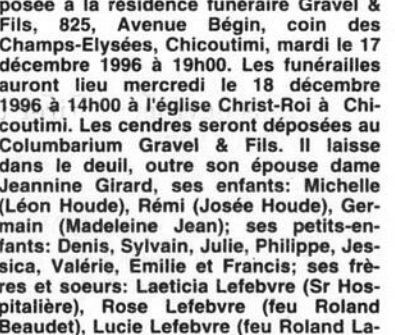 posée à la résidence funéraire Gravel &
Fils, 825, Avenue Bégin, coin des
Champs-Elysées, Chicoutimi, mardi le 17
décembre 1996 à 19h00. Les funérailles
auront lieu mercredi le 18 décembre
1996 à 14h00 à l'église Christ-Roi à Chi-
coutimi. Les cendres seront déposées au
Columbarium Gravel & Fils. Il laisse
dans le deuil, outre son épouse dame
Jeannine Girard, ses enfants: Michelle
(Léon Houde), Rémi (Josée Houde), Ger-
main (Madeleine Jean); ses petits-en-
fants: Denis, Sylvain, Julie, Philippe, Jes-
sica, Valérie, Emilie et Francis; ses frè-
res et soeurs: Laeticia Lefebvre (Sr Hos-
pitalière), Rose Lefebvre (feu Roland
Beaudet), Lucie Lefebvre (feu Roland La-